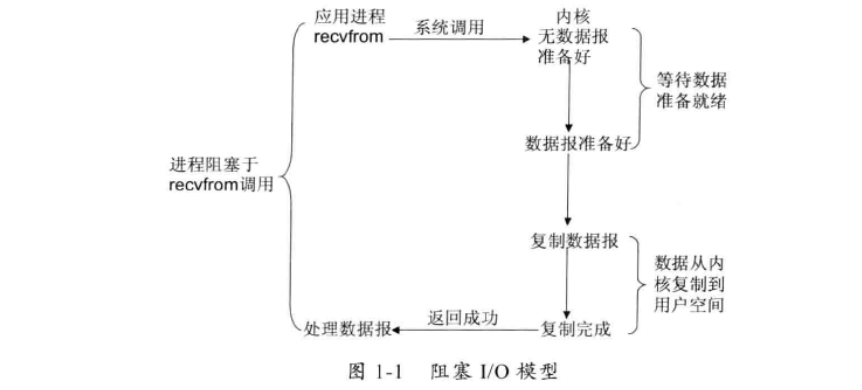 应用进程
recvfrom
系统调用
内核
无数据报
准备好
等待数据
准备就绪
数据报准备好
进程阻塞于
recvfrom调用
复制数据报
数据从内
核复制到
用户空间
处理数据报
返回成功
复制完成
图 1-1 阻塞 I/O 模型